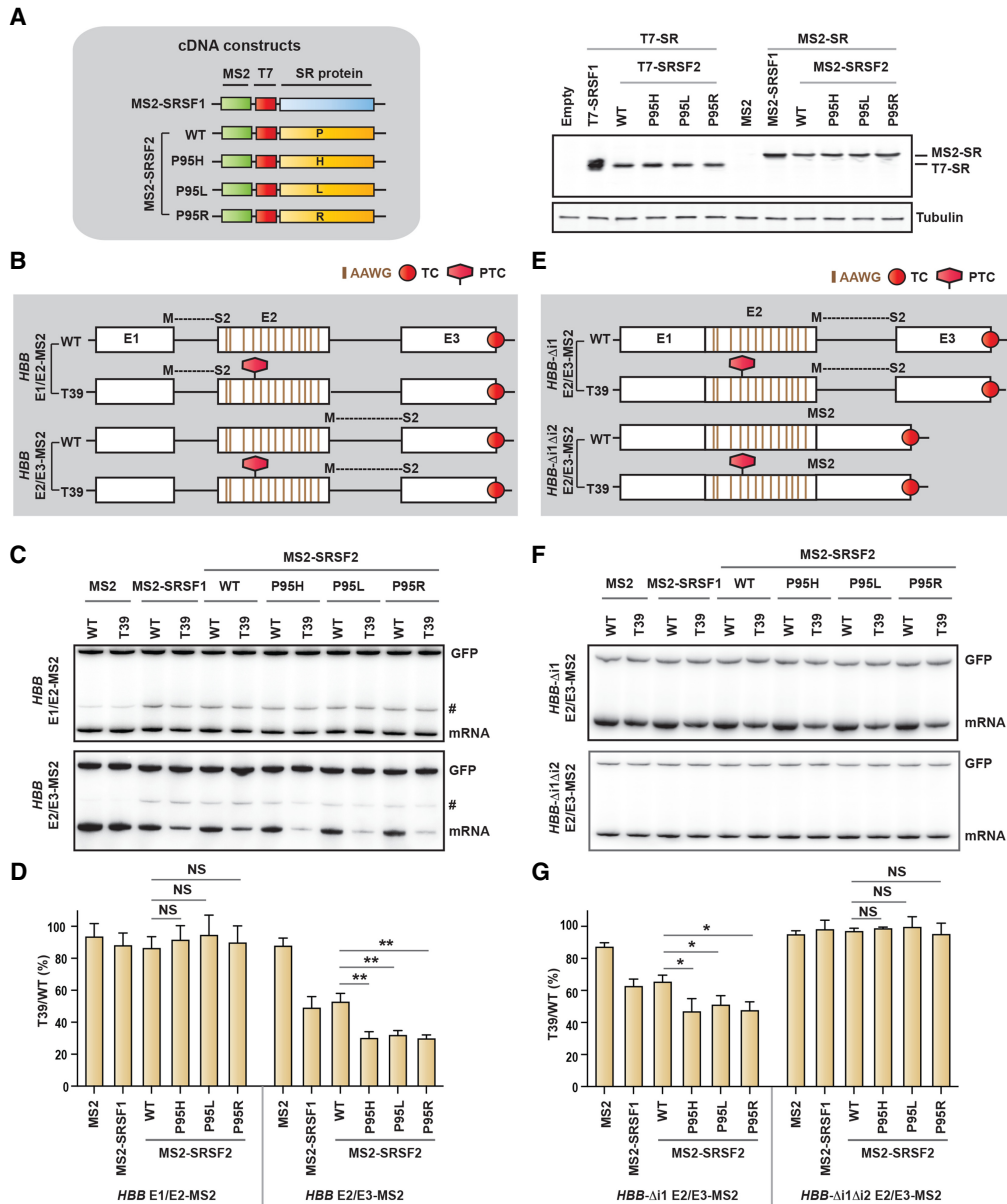 A
cDNA constructs
MS2 T7 SR protein
MS2-SRSF1
MS2-SRSF2
WT P
P95H H
P95L L
P95R R
T7-SR MS2-SR
T7-SRSF2 MS2-SRSF2
Empty T7-SRSF1 WT P95H P95L P95R MS2 MS2-SRSF1 WT P95H P95L P95R
MS2-SR
T7-SR
Tubulin
B
AAWG TC PTC
HBB E1/E2-MS2
WT E1 M---------S2 E2 E3
T39 M---------S2
HBB E2/E3-MS2
WT M------------S2
T39 M------------S2
E
AAWG TC PTC
HBB-Δi1 E2/E3-MS2
WT E1 E2 M---------S2 E3
T39 M---------S2
HBB-Δi1Δi2 E2/E3-MS2
WT MS2
T39 MS2
C
MS2-SRSF2
MS2 MS2-SRSF1 WT P95H P95L P95R
WT T39 WT T39 WT T39 WT T39 WT T39 WT T39
HBB E1/E2-MS2
GFP
#
mRNA
HBB E2/E3-MS2
GFP
#
mRNA
F
MS2-SRSF2
MS2 MS2-SRSF1 WT P95H P95L P95R
WT T39 WT T39 WT T39 WT T39 WT T39 WT T39
HBB-Δi1 E2/E3-MS2
GFP
mRNA
HBB-Δi1Δi2 E2/E3-MS2
GFP
mRNA
D
T39/WT (%)
100
80
60
40
20
0
NS
NS
NS
**
**
**
MS2 MS2-SRSF1 WT P95H P95L P95R MS2 MS2-SRSF1 WT P95H P95L P95R
MS2-SRSF2 MS2-SRSF2
HBB E1/E2-MS2 HBB E2/E3-MS2
G
T39/WT (%)
100
80
60
40
20
0
*
*
*
NS
NS
NS
MS2 MS2-SRSF1 WT P95H P95L P95R MS2 MS2-SRSF1 WT P95H P95L P95R
MS2-SRSF2 MS2-SRSF2
HBB-Δi1 E2/E3-MS2 HBB-Δi1Δi2 E2/E3-MS2